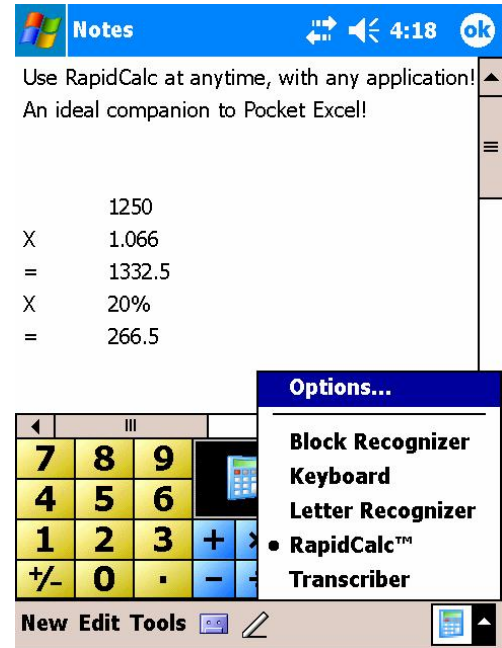 Notes 4:18 ok
Use RapidCalc at anytime, with any application!
An ideal companion to Pocket Excel!
1250
X 1.066
= 1332.5
X 20%
= 266.5
Options...
Block Recognizer
Keyboard
Letter Recognizer
RapidCalc™
Transcriber
7 8 9
4 5 6
1 2 3 +
+/- 0 . -
New Edit Tools